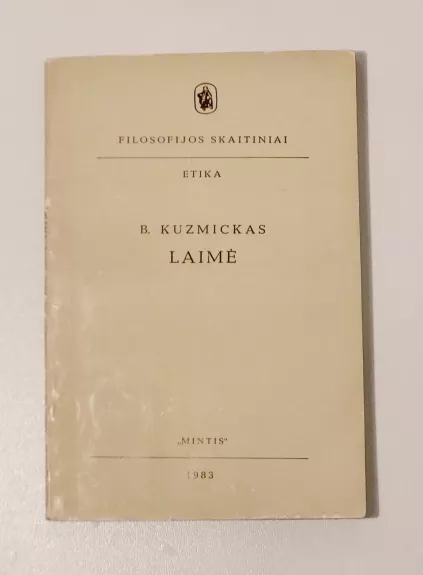 FILOSOFIJOS SKAITINIAI
ETIKA
B. KUZMICKAS
LAIMĖ
„MINTIS“
1983